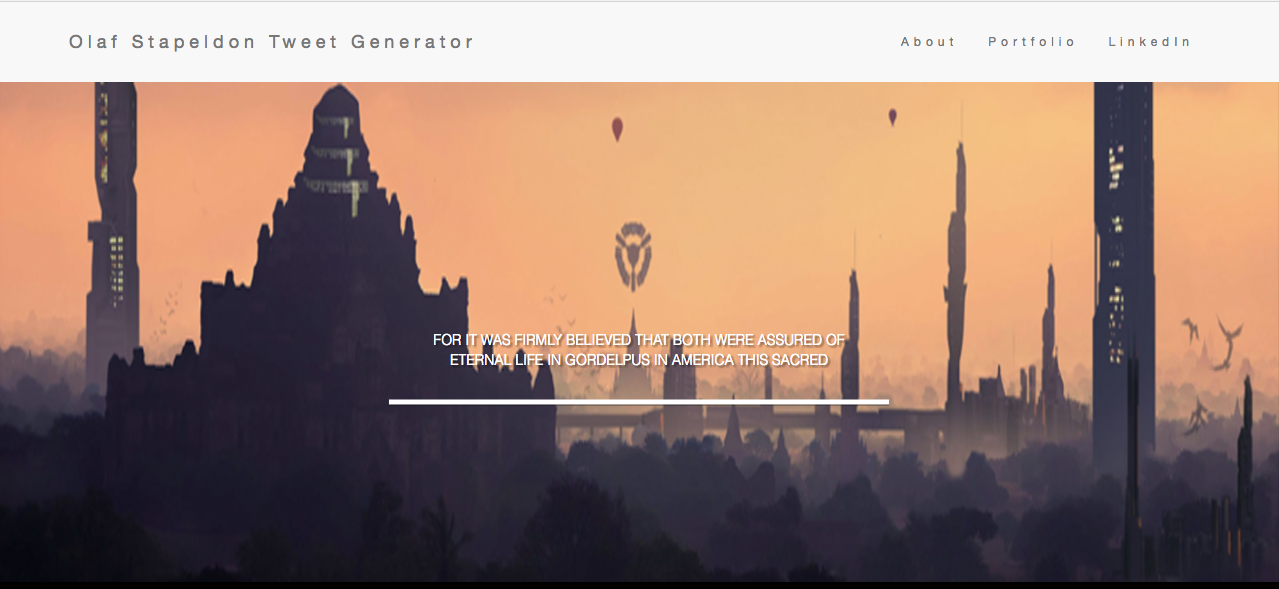 Olaf Stapeldon Tweet Generator
About Portfolio LinkedIn
FOR IT WAS FIRMLY BELIEVED THAT BOTH WERE ASSURED OF
ETERNAL LIFE IN GORDELPUS IN AMERICA THIS SACRED